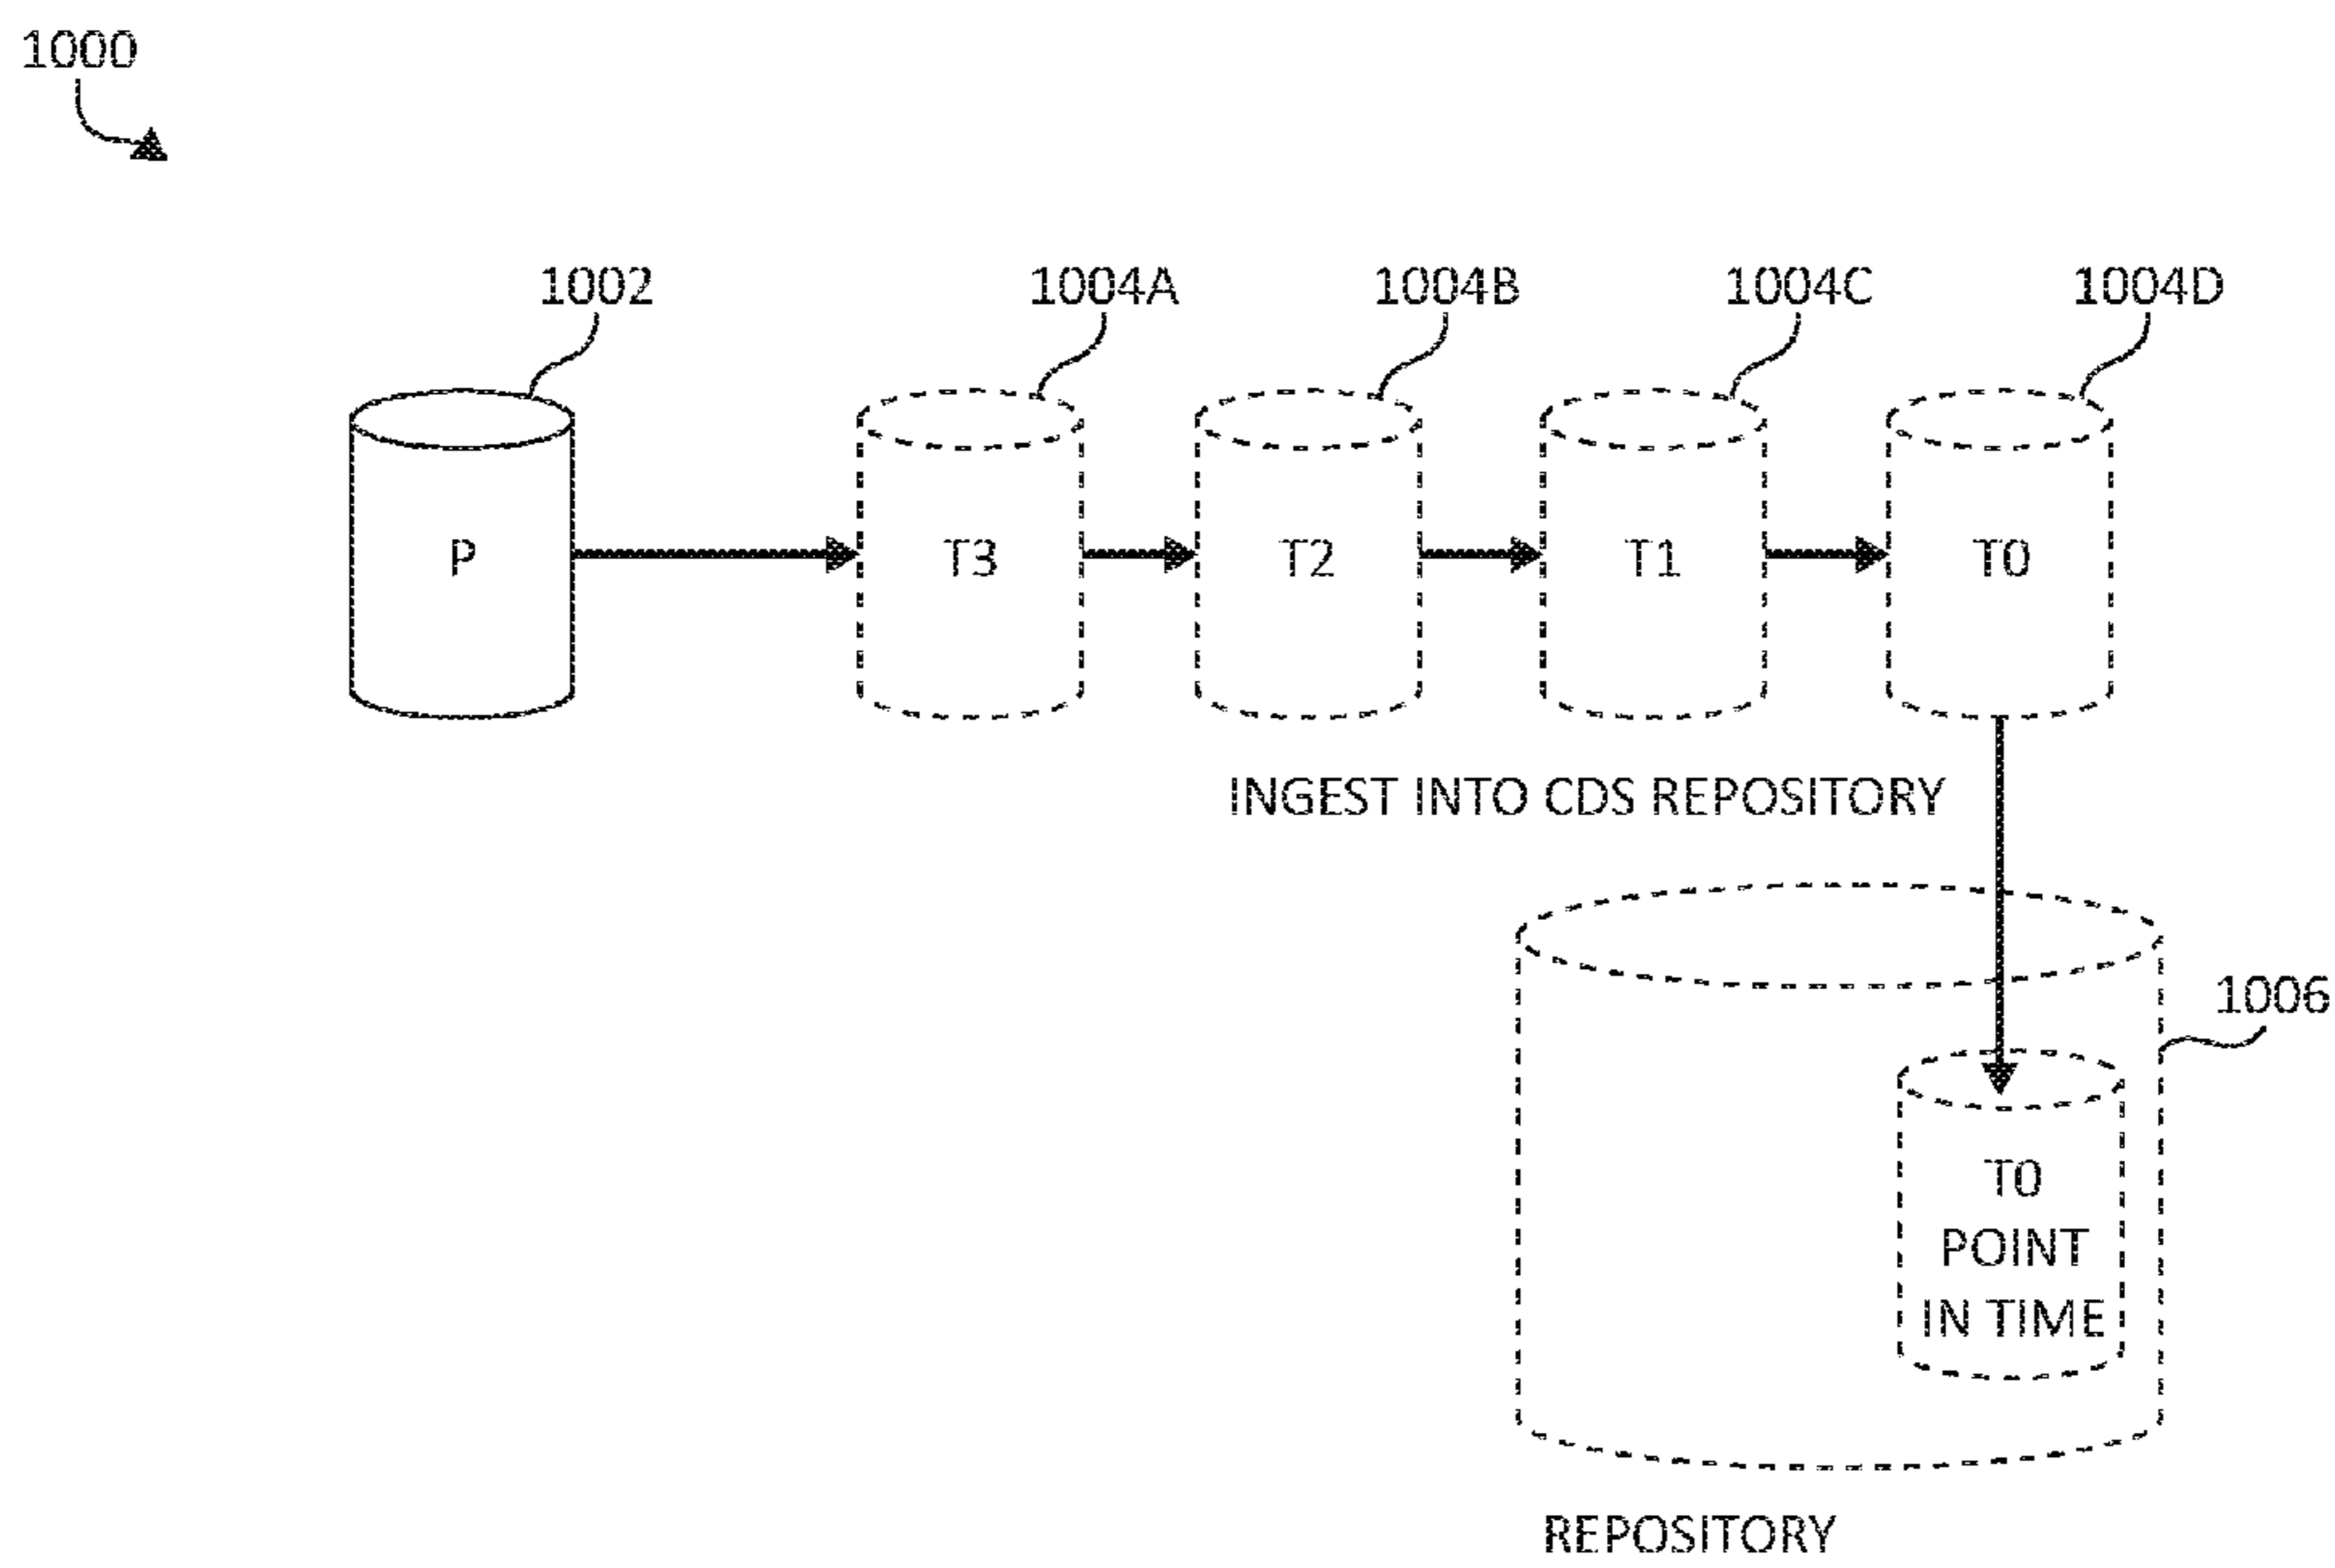 1000
1002
1004A
1004B
1004C
1004D
P
T3
T2
T1
T0
INGEST INTO CDS REPOSITORY
1006
T0
POINT
IN TIME
REPOSITORY